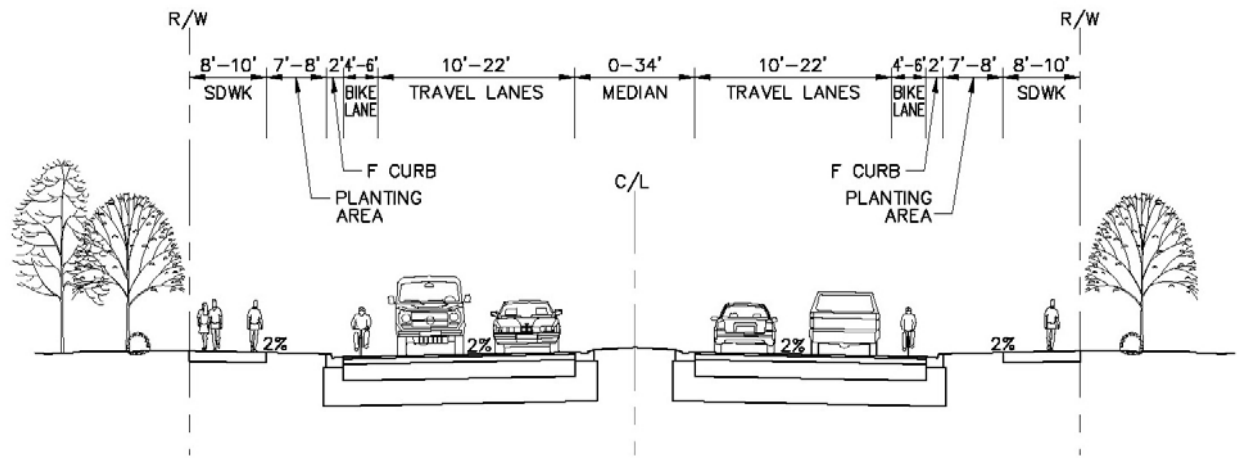 R/W R/W
8'-10' 7'-8' 2' 4'-6' 10'-22' 0-34' 10'-22' 4'-6' 2' 7'-8' 8'-10'
SDWK BIKE LANE TRAVEL LANES MEDIAN TRAVEL LANES BIKE LANE SDWK
F CURB F CURB
PLANTING AREA C/L PLANTING AREA
2% 2% 2% 2%